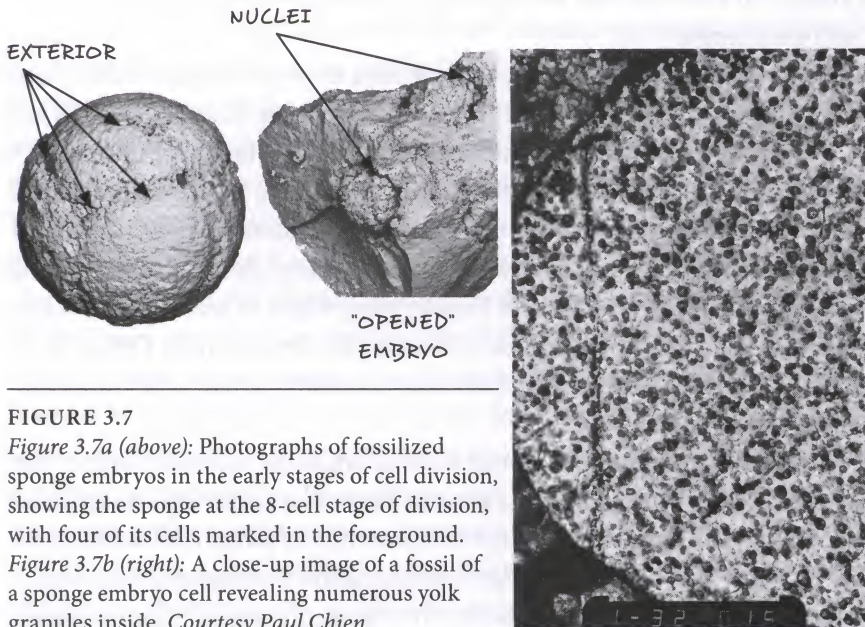 NUCLEI
EXTERIOR
"OPENED"
EMBRYO
FIGURE 3.7
Figure 3.7a (above): Photographs of fossilized
sponge embryos in the early stages of cell division,
showing the sponge at the 8-cell stage of division,
with four of its cells marked in the foreground.
Figure 3.7b (right): A close-up image of a fossil of
a sponge embryo cell revealing numerous yolk
granules inside. Courtesy Paul Chien